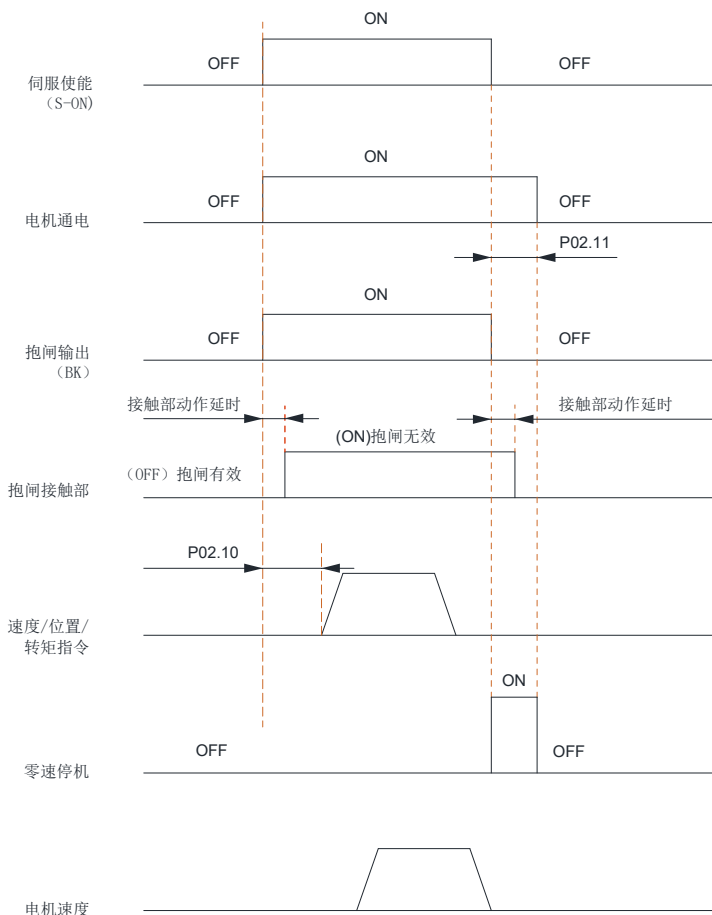 ON
OFF
OFF
伺服使能
（S-ON)
ON
OFF
OFF
电机通电
P02.11
ON
OFF
OFF
抱闸输出
（BK）
接触部动作延时
接触部动作延时
(ON)抱闸无效
（OFF）抱闸有效
抱闸接触部
P02.10
速度/位置/
转矩指令
ON
OFF
OFF
零速停机
电机速度